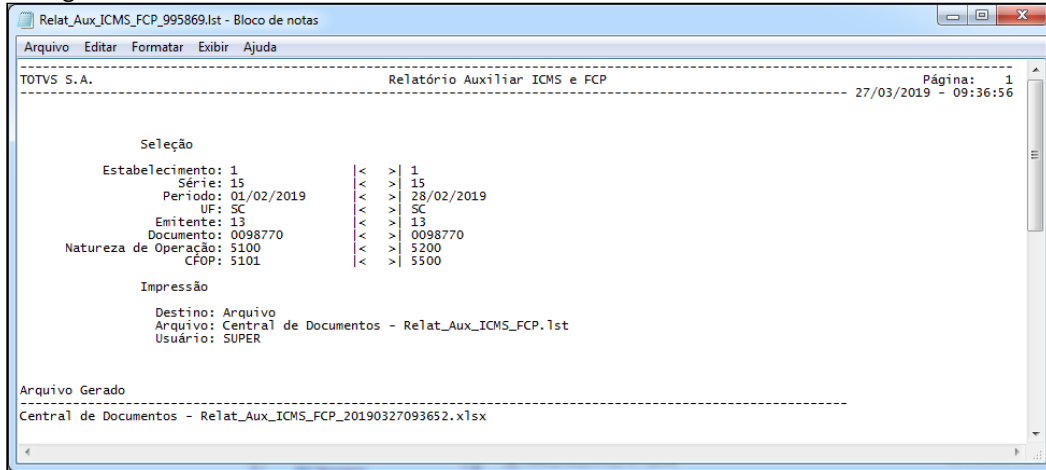 Relat_Aux_ICMS_FCP_995869.lst - Bloco de notas
Arquivo Editar Formatar Exibir Ajuda
TOTVS S.A. Relatório Auxiliar ICMS e FCP Página: 1
27/03/2019 - 09:36:56
Seleção
Estabelecimento: 1 |< >| 1
Série: 15 |< >| 15
Periodo: 01/02/2019 |< >| 28/02/2019
UF: SC |< >| SC
Emitente: 13 |< >| 13
Documento: 0098770 |< >| 0098770
Natureza de Operação: 5100 |< >| 5200
CFOP: 5101 |< >| 5500
Impressão
Destino: Arquivo
Arquivo: Central de Documentos - Relat_Aux_ICMS_FCP.lst
Usuário: SUPER
Arquivo Gerado
Central de Documentos - Relat_Aux_ICMS_FCP_20190327093652.xlsx